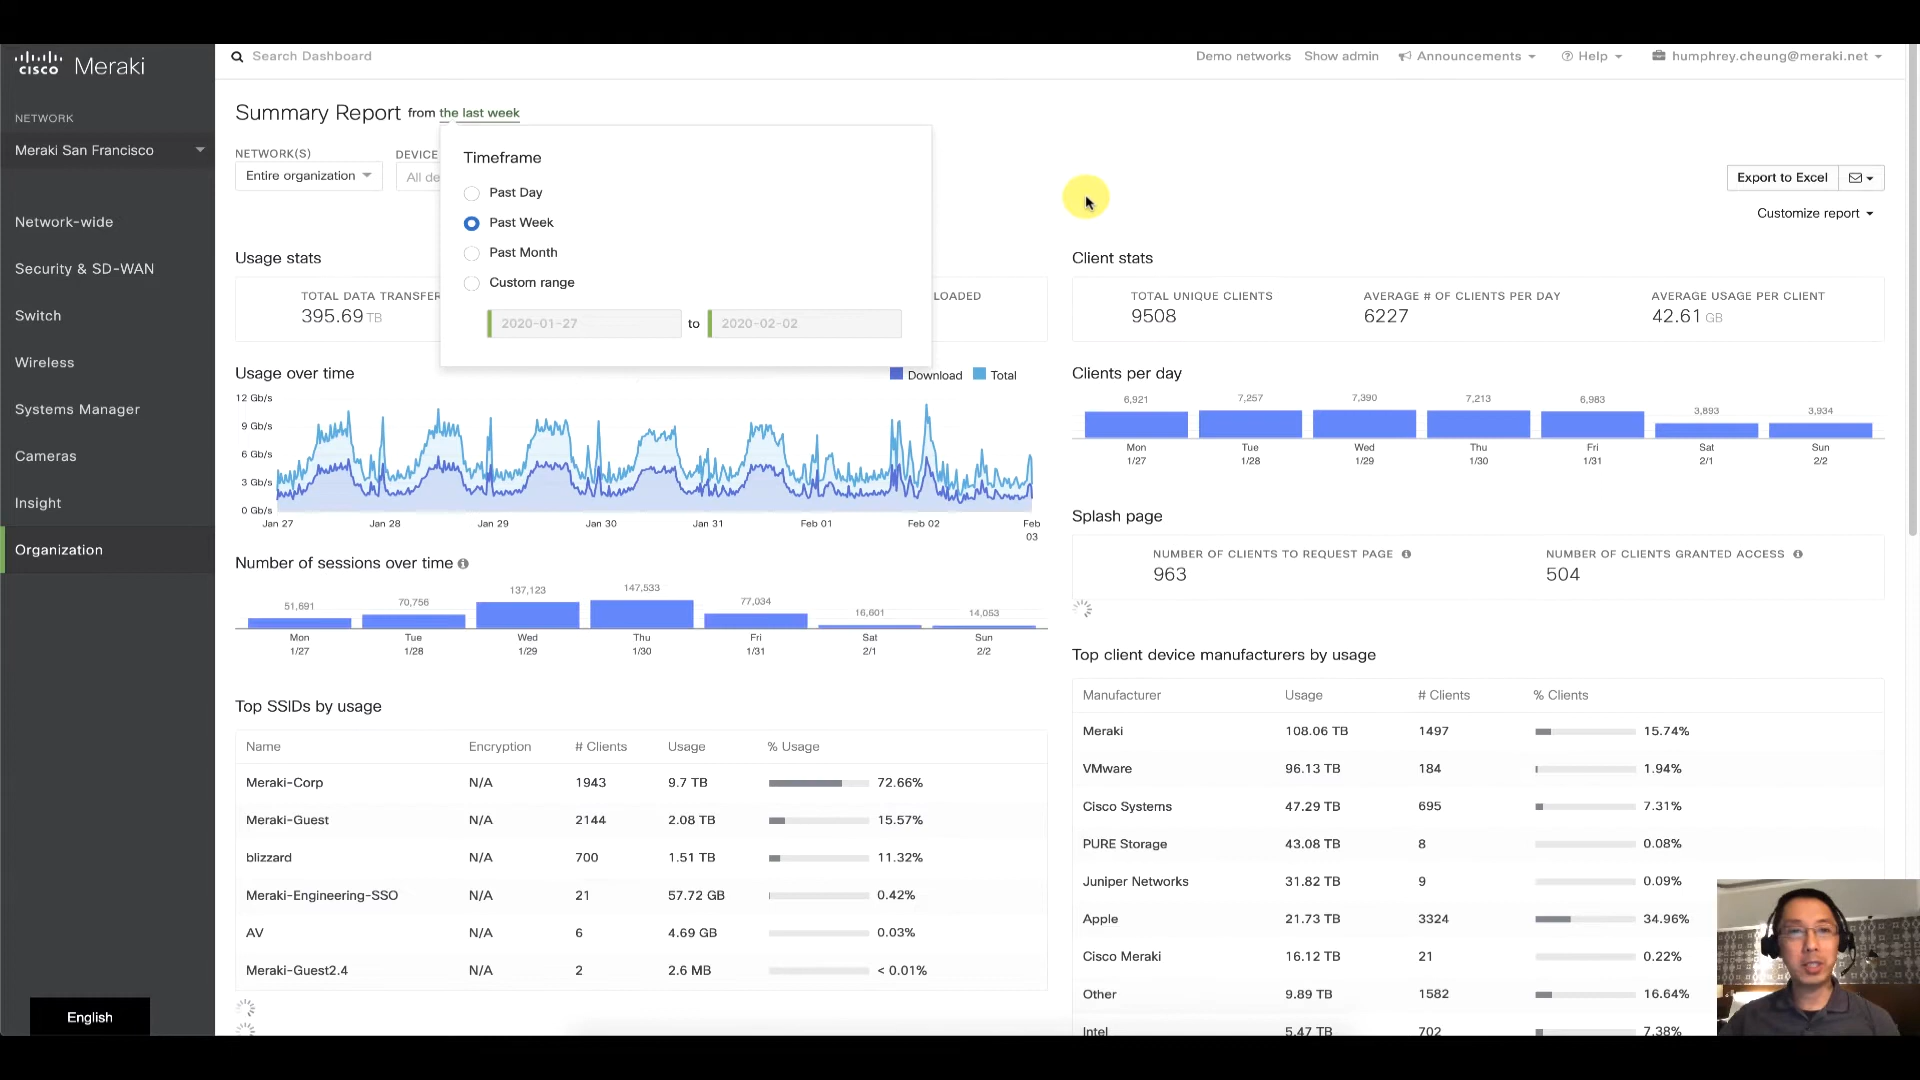 cisco Meraki
Search Dashboard
Demo networks Show admin Announcements Help humphrey.cheung@meraki.net
NETWORK
Meraki San Francisco
Network-wide
Security & SD-WAN
Switch
Wireless
Systems Manager
Cameras
Insight
Organization
English
Summary Report from the last week
NETWORK(S)
Entire organization
DEVICE
All de
Timeframe
Past Day
Past Week
Past Month
Custom range
2020-01-27 to 2020-02-02
Export to Excel
Customize report
Usage stats
TOTAL DATA TRANSFER
395.69 TB
LOADED
Usage over time
Download Total
12 Gb/s
9 Gb/s
6 Gb/s
3 Gb/s
0 Gb/s
Jan 27 Jan 28 Jan 29 Jan 30 Jan 31 Feb 01 Feb 02 Feb
03
Number of sessions over time
51,691 70,756 137,123 147,533 77,034 16,601 14,053
Mon Tue Wed Thu Fri Sat Sun
1/27 1/28 1/29 1/30 1/31 2/1 2/2
Top SSIDs by usage
Name Encryption # Clients Usage % Usage
Meraki-Corp N/A 1943 9.7 TB 72.66%
Meraki-Guest N/A 2144 2.08 TB 15.57%
blizzard N/A 700 1.51 TB 11.32%
Meraki-Engineering-SSO N/A 21 57.72 GB 0.42%
AV N/A 6 4.69 GB 0.03%
Meraki-Guest2.4 N/A 2 2.6 MB < 0.01%
Client stats
TOTAL UNIQUE CLIENTS AVERAGE # OF CLIENTS PER DAY AVERAGE USAGE PER CLIENT
9508 6227 42.61 GB
Clients per day
6,921 7,257 7,390 7,213 6,983 3,893 3,934
Mon Tue Wed Thu Fri Sat Sun
1/27 1/28 1/29 1/30 1/31 2/1 2/2
Splash page
NUMBER OF CLIENTS TO REQUEST PAGE NUMBER OF CLIENTS GRANTED ACCESS
963 504
Top client device manufacturers by usage
Manufacturer Usage # Clients % Clients
Meraki 108.06 TB 1497 15.74%
VMware 96.13 TB 184 1.94%
Cisco Systems 47.29 TB 695 7.31%
PURE Storage 43.08 TB 8 0.08%
Juniper Networks 31.82 TB 9 0.09%
Apple 21.73 TB 3324 34.96%
Cisco Meraki 16.12 TB 21 0.22%
Other 9.89 TB 1582 16.64%
Intel 5.47 TB 702 7.38%